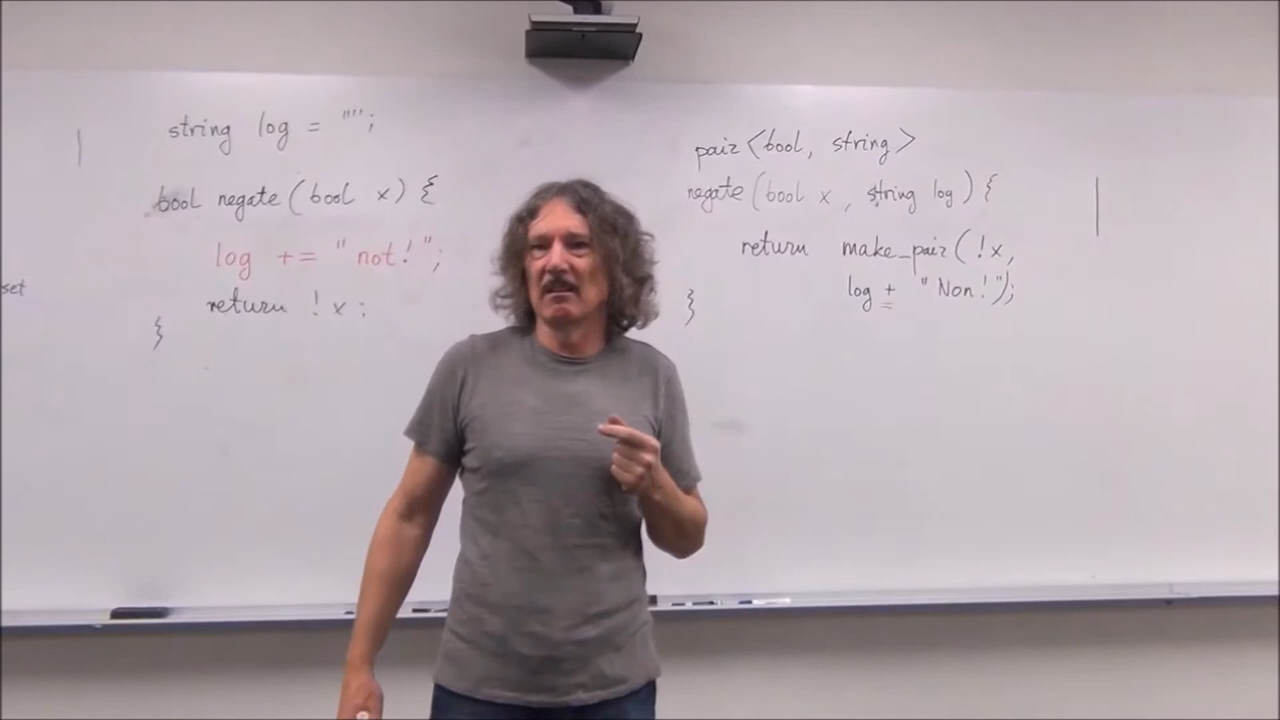 string log = "";
bool negate (bool x) {
log += "not!";
return !x;
}
set
pair<bool, string>
negate (bool x, string log) {
return make_pair (!x,
log + "Non!");
}